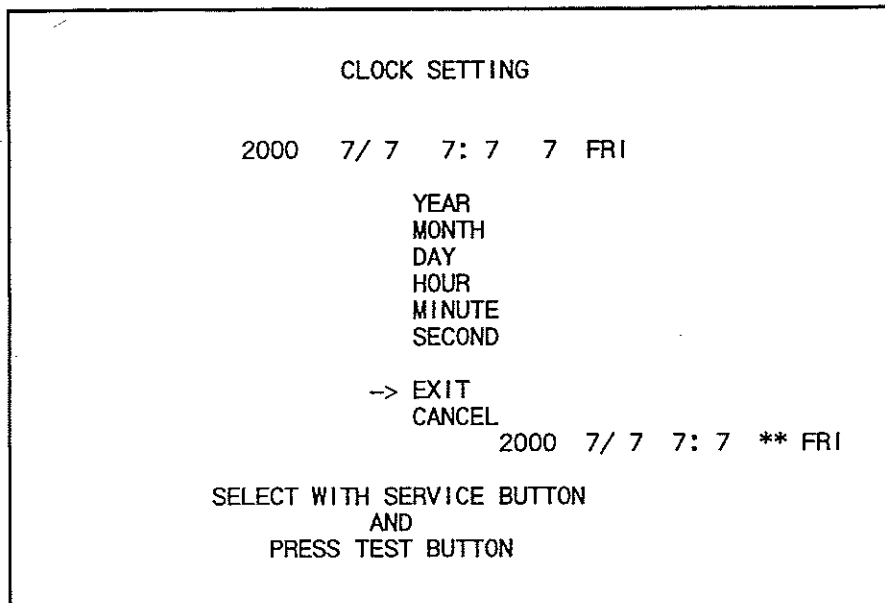 CLOCK SETTING
2000 7/ 7 7: 7 7 FRI
YEAR
MONTH
DAY
HOUR
MINUTE
SECOND
-> EXIT
CANCEL
2000 7/ 7 7: 7 ** FRI
SELECT WITH SERVICE BUTTON
AND
PRESS TEST BUTTON